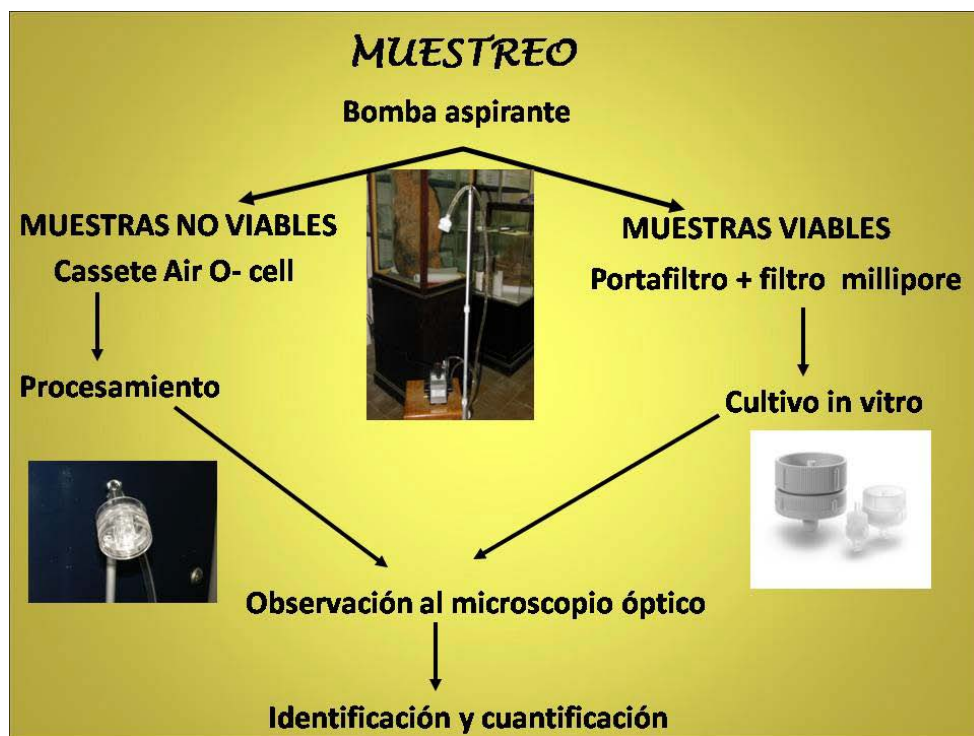 MUESTREO
Bomba aspirante
MUESTRAS NO VIABLES
Cassete Air O- cell
Procesamiento
MUESTRAS VIABLES
Portafiltro + filtro millipore
Cultivo in vitro
Observación al microscopio óptico
Identificación y cuantificación